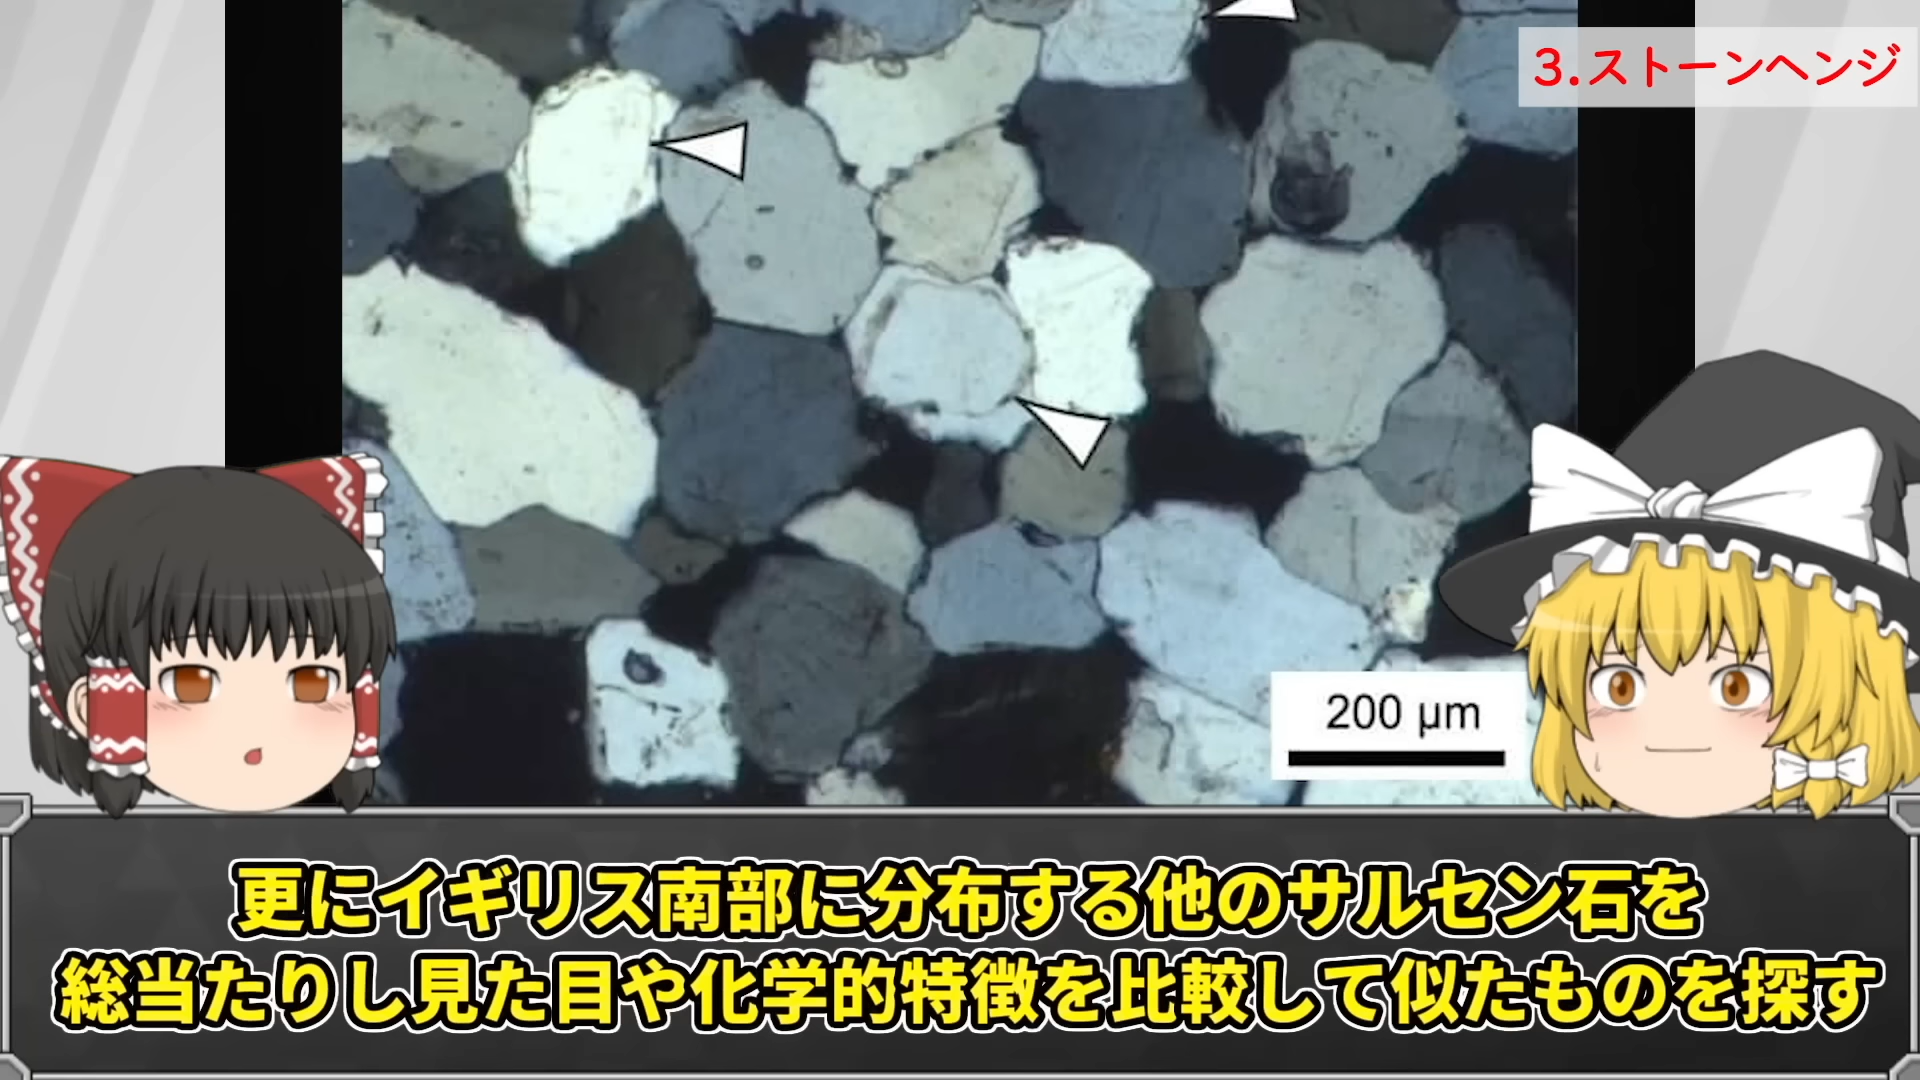 3.ストーンヘンジ
200 μm
更にイギリス南部に分布する他のサルセン石を
総当たりし見た目や化学的特徴を比較して似たものを探す